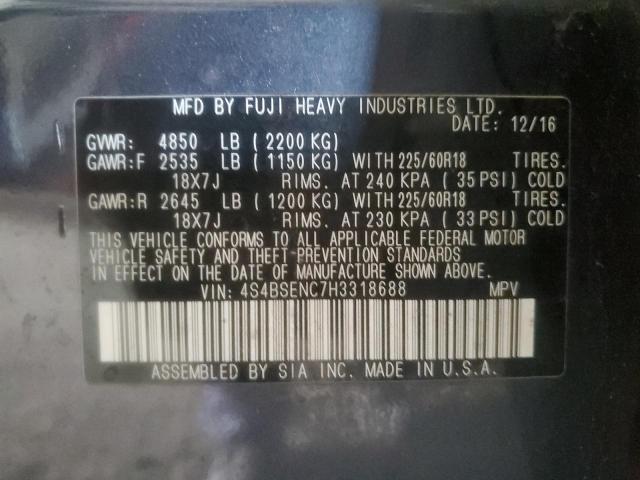 MFD BY FUJI HEAVY INDUSTRIES LTD.
DATE: 12/16
GVWR: 4850 LB (2200 KG)
GAWR:F 2535 LB (1150 KG) WITH 225/60R18 TIRES.
18X7J RIMS. AT 240 KPA (35 PSI) COLD
GAWR:R 2645 LB (1200 KG) WITH 225/60R18 TIRES.
18X7J RIMS. AT 230 KPA (33 PSI) COLD
THIS VEHICLE CONFORMS TO ALL APPLICABLE FEDERAL MOTOR
VEHICLE SAFETY AND THEFT PREVENTION STANDARDS
IN EFFECT ON THE DATE OF MANUFACTURE SHOWN ABOVE.
VIN: 4S4BSENC7H3318688 MPV
ASSEMBLED BY SIA INC. MADE IN U.S.A.